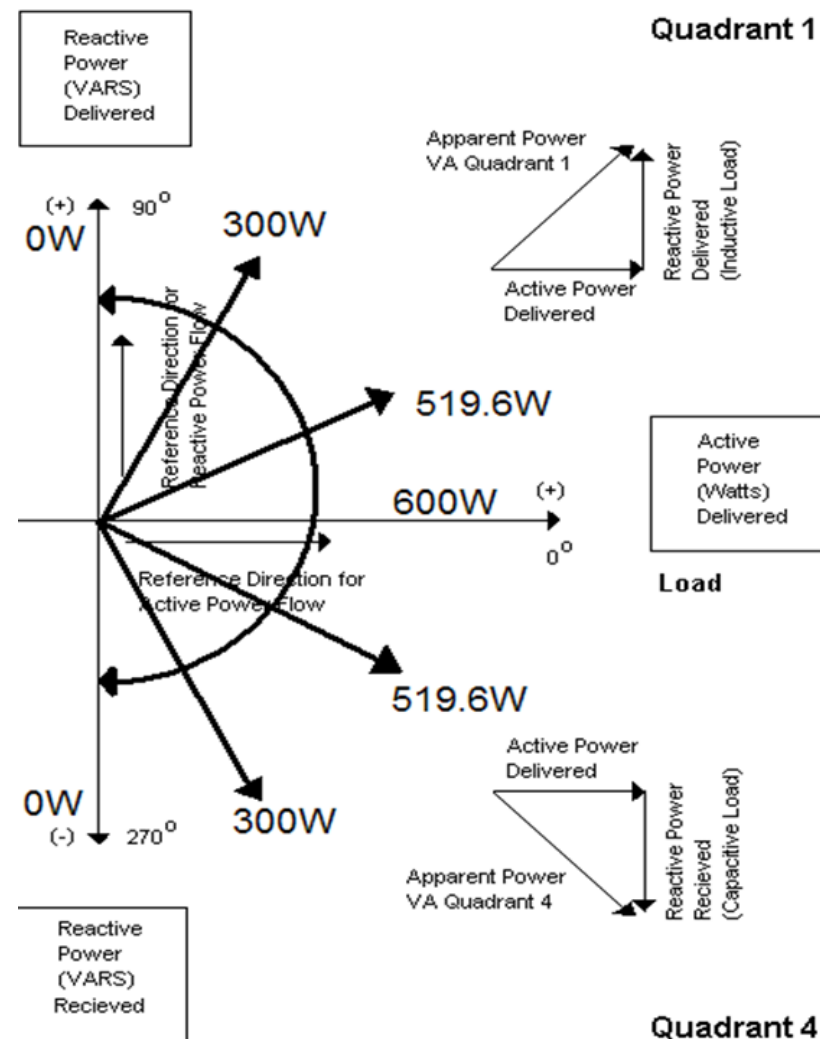 Reactive
Power
(VARS)
Delivered
Quadrant 1
Apparent Power
VA Quadrant 1
Reactive Power
Delivered
(Inductive Load)
Active Power
Delivered
(+)
90°
0W
300W
Reference Direction for
Reactive Power Flow
519.6W
600W
(+)
0°
Active
Power
(Watts)
Delivered
Load
Reference Direction for
Active Power Flow
519.6W
300W
0W
(-)
270°
Active Power
Delivered
Reactive Power
Recieved
(Capacitive Load)
Apparent Power
VA Quadrant 4
Reactive
Power
(VARS)
Recieved
Quadrant 4